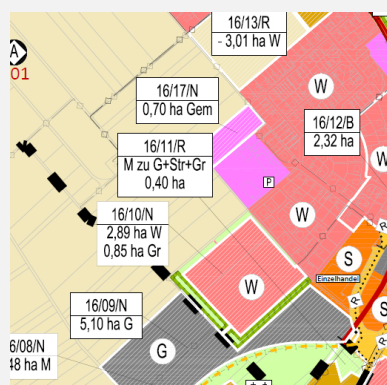 16/13/R
- 3,01 ha W
A
01
16/17/N
0,70 ha Gem
W
16/12/B
2,32 ha
W
16/11/R
M zu G+Str+Gr
0,40 ha
P
16/10/N
2,89 ha W
0,85 ha Gr
W
R
S
Einzelhandel
W
R
16/09/N
5,10 ha G
S
6/08/N
48 ha M
G
R